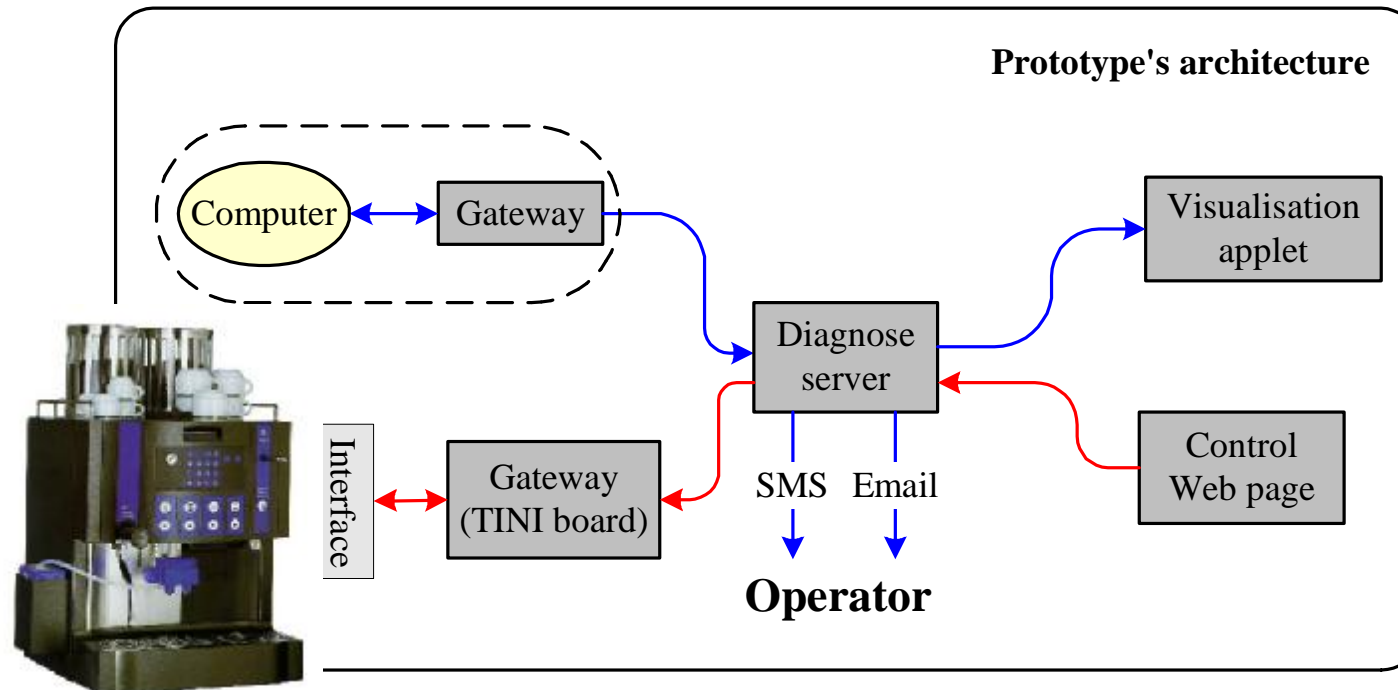 Prototype's architecture
Computer
Gateway
Visualisation
applet
Diagnose
server
Interface
Gateway
(TINI board)
SMS
Email
Control
Web page
Operator